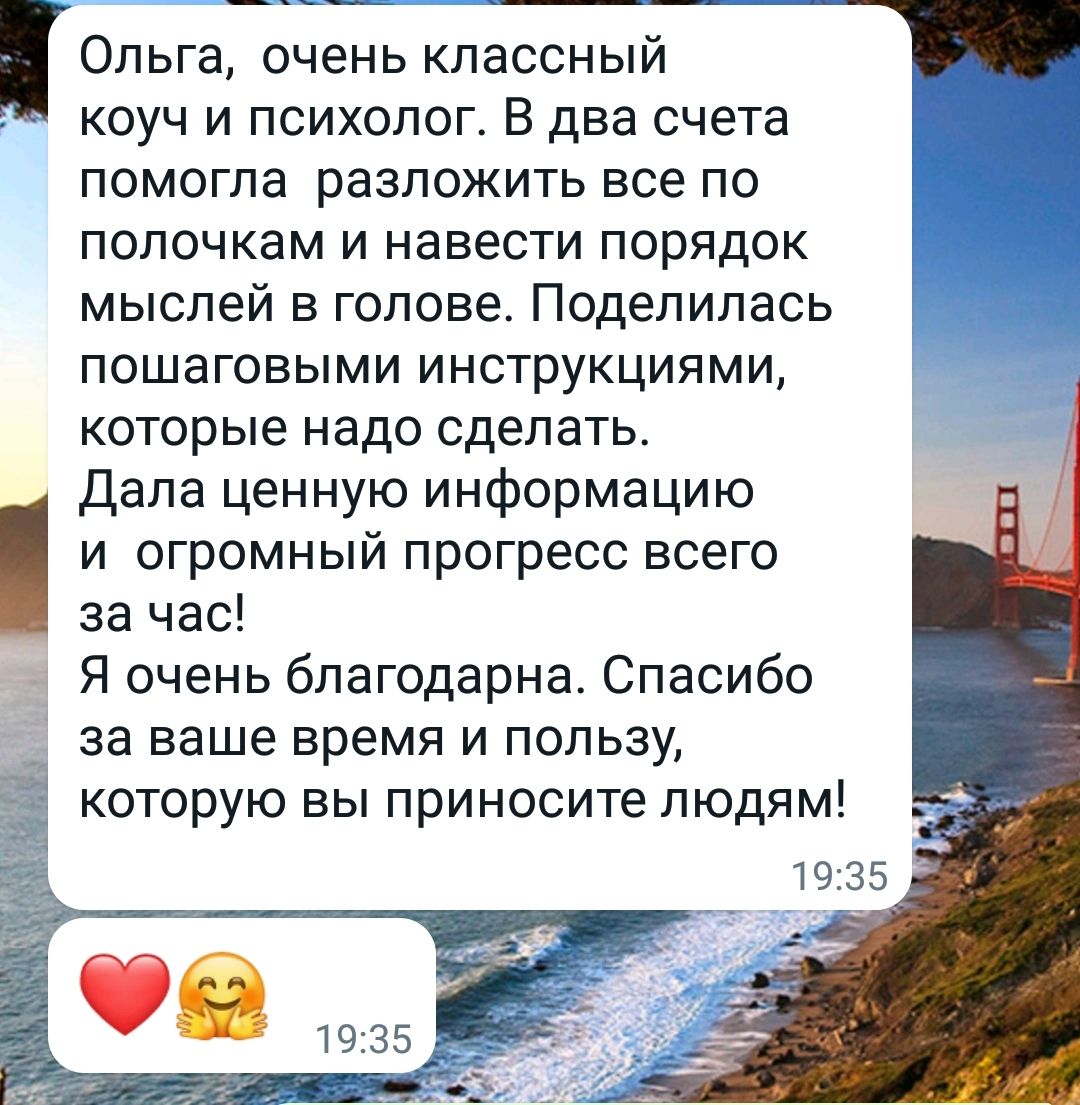 Ольга,  очень классный
коуч и психолог. В два счета
помогла  разложить все по
полочкам и навести порядок
мыслей в голове. Поделилась
пошаговыми инструкциями,
которые надо сделать.
Дала ценную информацию
и  огромный прогресс всего
за час!
Я очень благодарна. Спасибо
за ваше время и пользу,
которую вы приносите людям!
19:35
❤️🤗
19:35